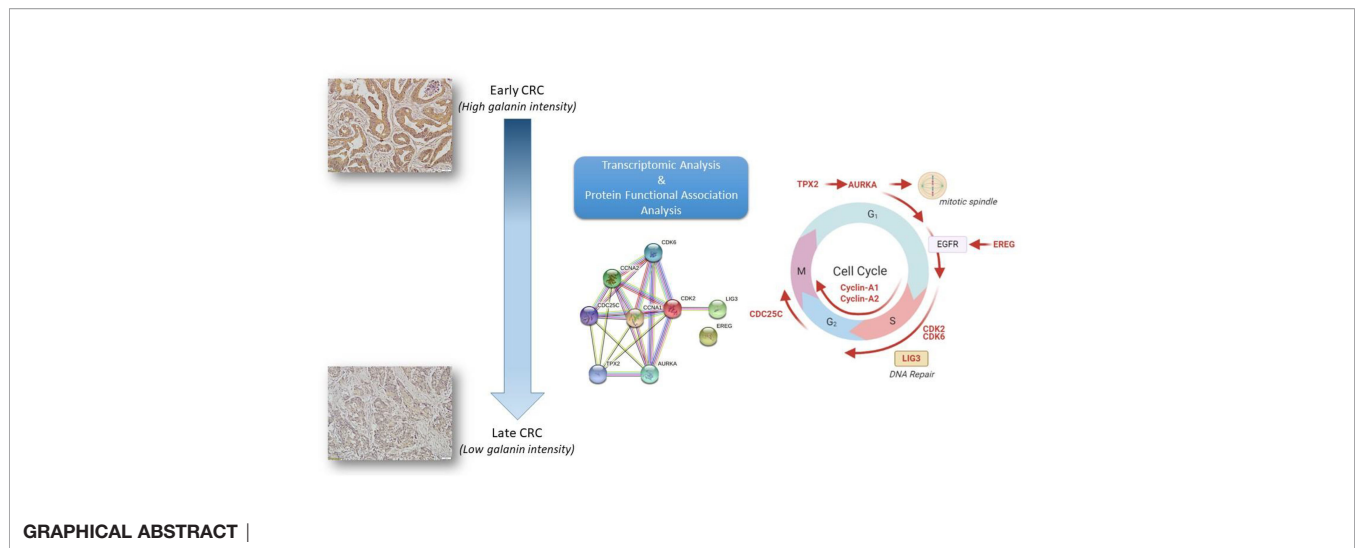 Early CRC
(High galanin intensity)
Transcriptomic Analysis
&
Protein Functional Association
Analysis
CDK6
CCNA2
CDC25C
CCNA1
CDK2
LIG3
EREG
TPX2
AURKA
TPX2
AURKA
mitotic spindle
G1
EGFR
EREG
M
Cell Cycle
Cyclin-A1
Cyclin-A2
CDC25C
G2
S
CDK2
CDK6
LIG3
DNA Repair
Late CRC
(Low galanin intensity)
GRAPHICAL ABSTRACT |